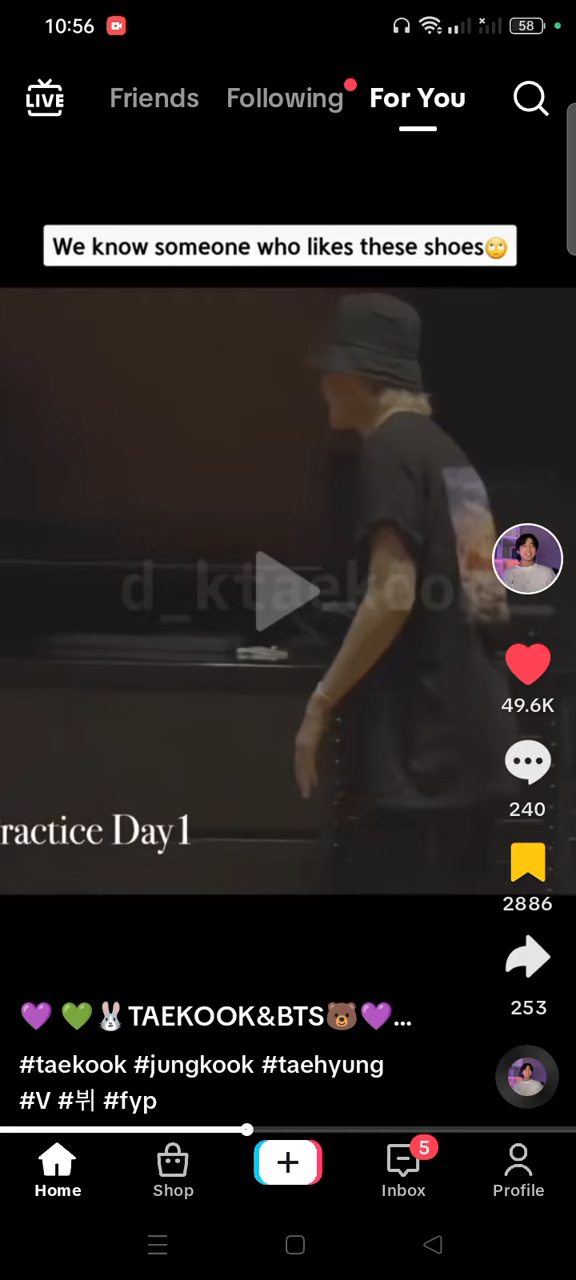 10:56
58
LIVE
Friends Following For You
We know someone who likes these shoes🙄
d_ktaekoo
ractice Day1
49.6K
240
2886
253
💜 💚🐰TAEKOOK&BTS🐻💜...
#taekook #jungkook #taehyung
#V #뷔 #fyp
5
Home Shop Inbox Profile